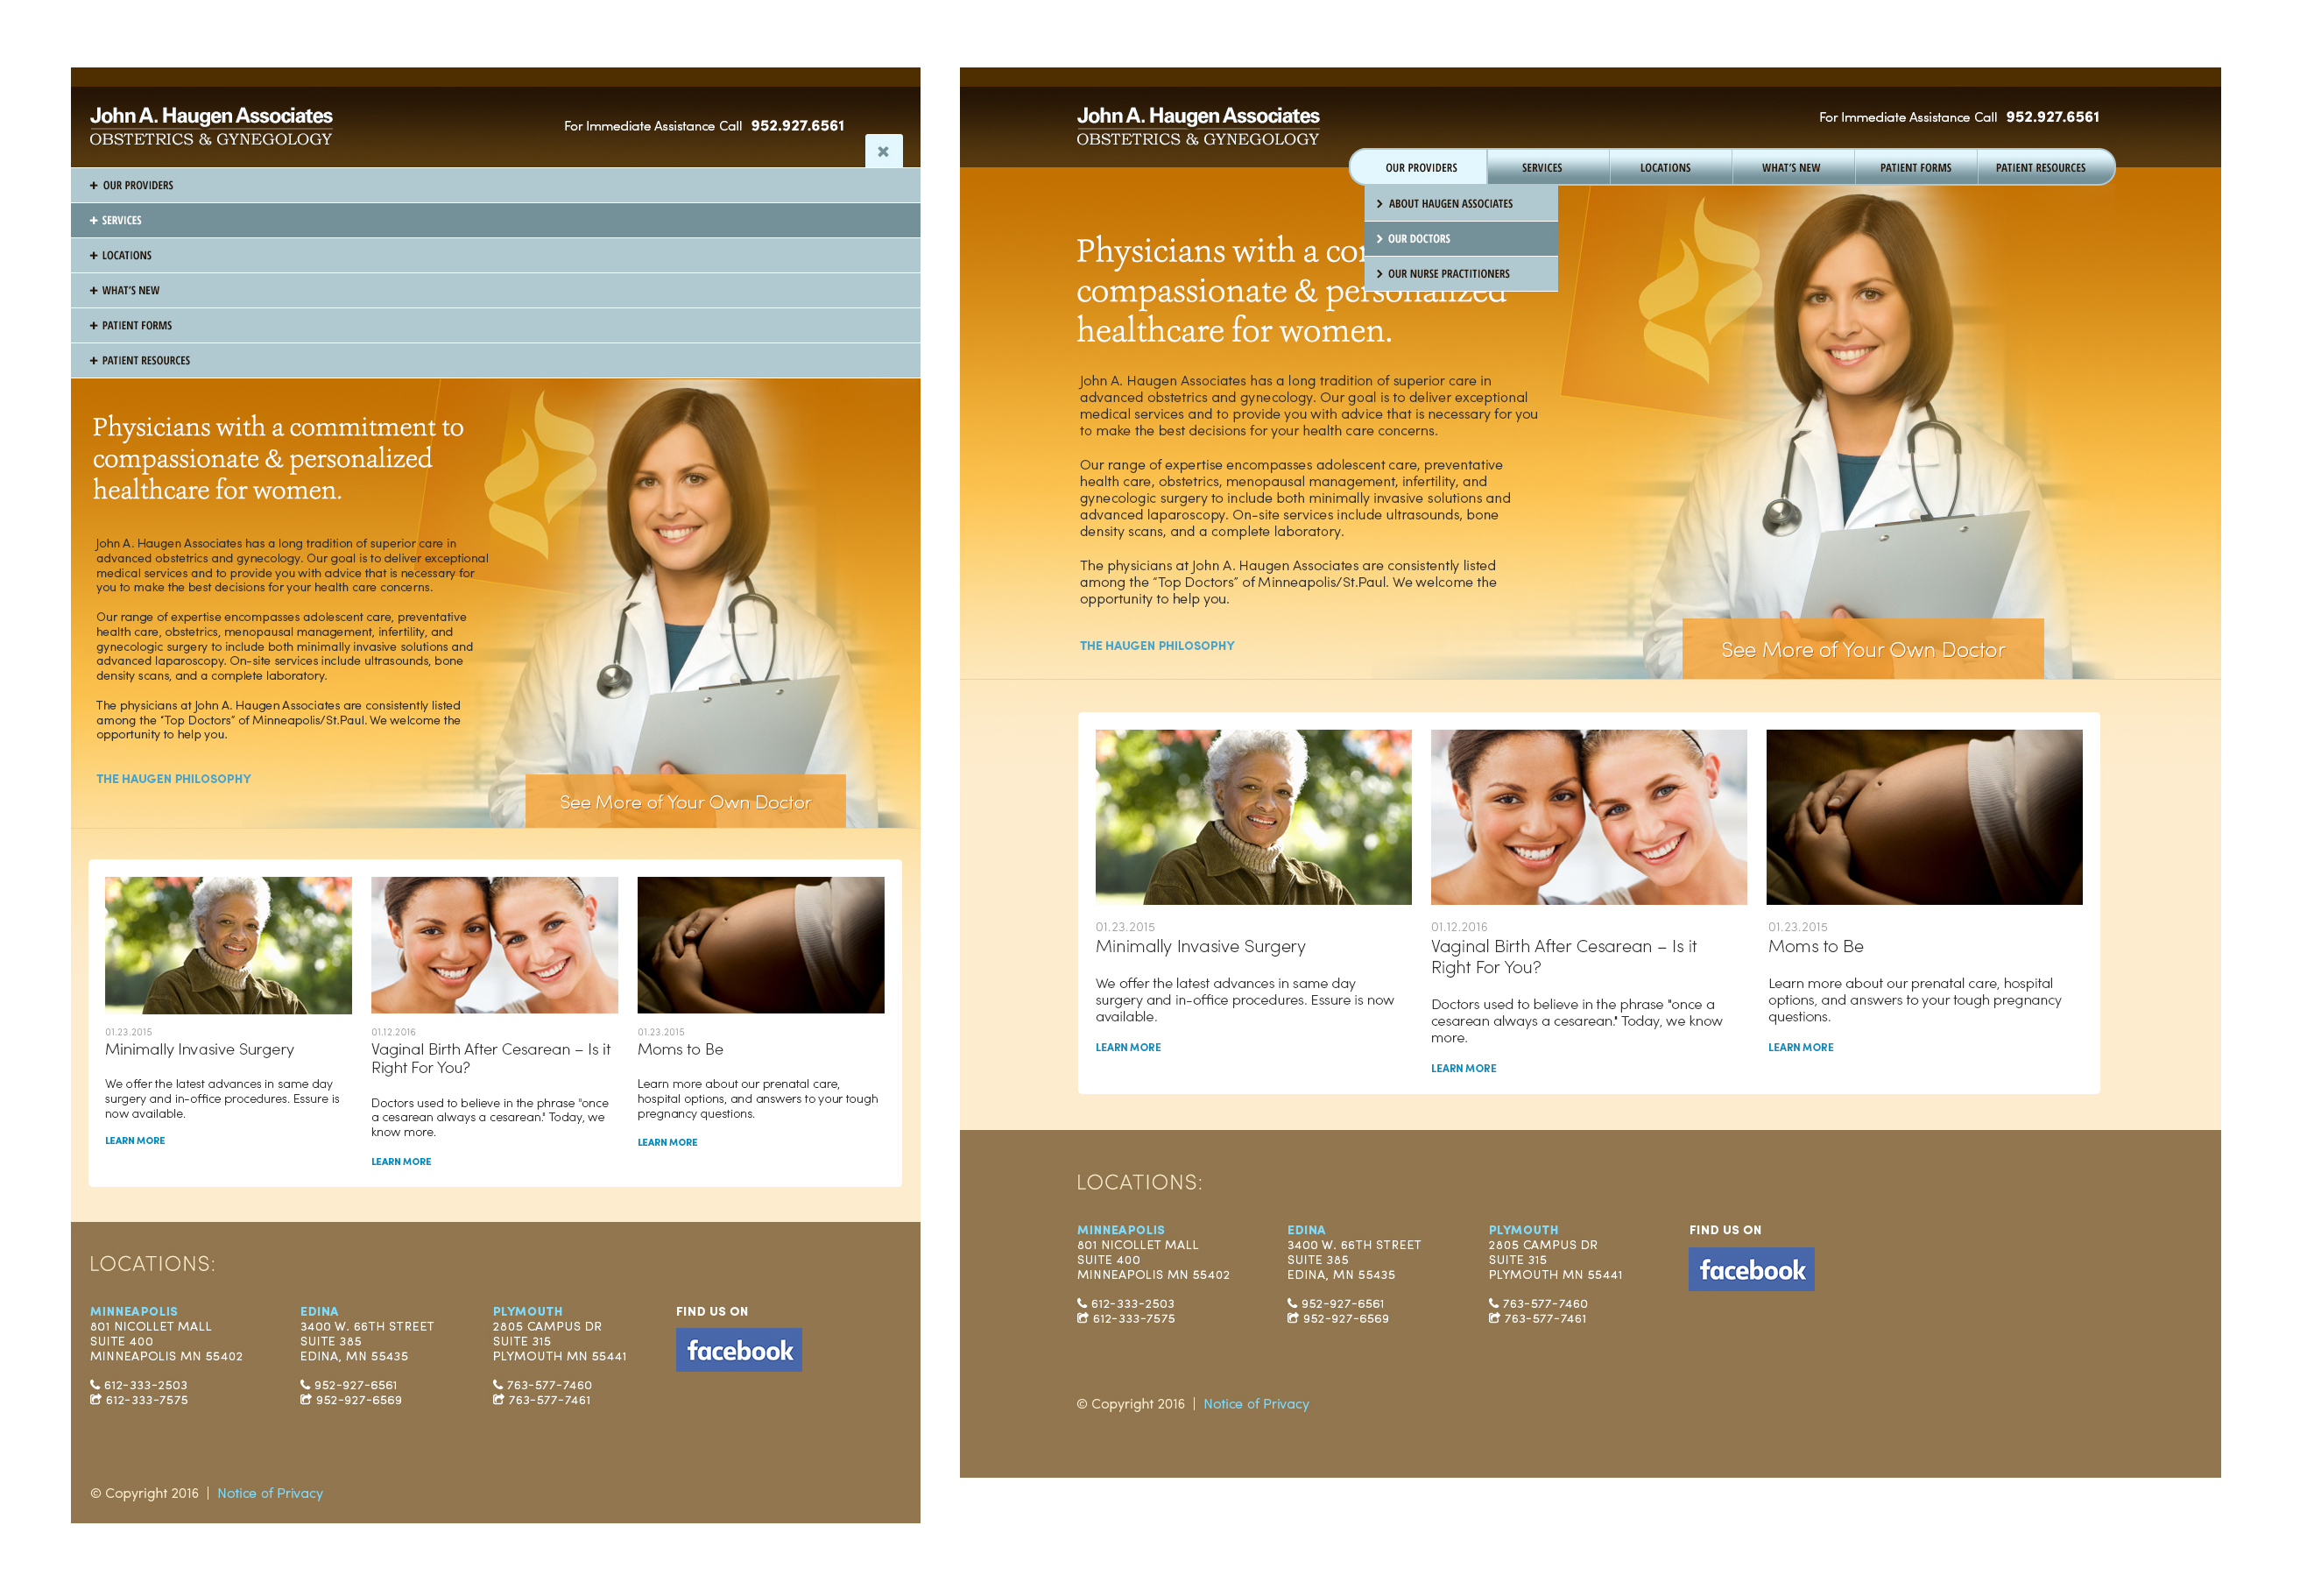 John A. Haugen Associates
OBSTETRICS & GYNEGOLOGY
For Immediate Assistance Call 952.927.6561
OUR PROVIDERS
SERVICES
LOCATIONS
WHAT'S NEW
PATIENT FORMS
PATIENT RESOURCES
Physicians with a commitment to
compassionate & personalized
healthcare for women.
John A. Haugen Associates has a long tradition of superior care in
advanced obstetrics and gynecology. Our goal is to deliver exceptional
medical services and to provide you with advice that is necessary for
you to make the best decisions for your health care concerns.
Our range of expertise encompasses adolescent care, preventative
health care, obstetrics, menopausal management, infertility, and
gynecologic surgery to include both minimally invasive solutions and
advanced laparoscopy. On-site services include ultrasounds, bone
density scans, and a complete laboratory.
The physicians at John A. Haugen Associates are consistently listed
among the “Top Doctors” of Minneapolis/St.Paul. We welcome the
opportunity to help you.
THE HAUGEN PHILOSOPHY
See More of Your Own Doctor
01.23.2015
Minimally Invasive Surgery
We offer the latest advances in same day
surgery and in-office procedures. Essure is
now available.
LEARN MORE
01.12.2016
Vaginal Birth After Cesarean – Is it
Right For You?
Doctors used to believe in the phrase "once
a cesarean always a cesarean." Today, we
know more.
LEARN MORE
01.23.2015
Moms to Be
Learn more about our prenatal care,
hospital options, and answers to your tough
pregnancy questions.
LEARN MORE
LOCATIONS:
MINNEAPOLIS
801 NICOLLET MALL
SUITE 400
MINNEAPOLIS MN 55402
612-333-2503
612-333-7575
EDINA
3400 W. 66TH STREET
SUITE 385
EDINA, MN 55435
952-927-6561
952-927-6569
PLYMOUTH
2805 CAMPUS DR
SUITE 315
PLYMOUTH MN 55441
763-577-7460
763-577-7461
FIND US ON
facebook
© Copyright 2016 | Notice of Privacy
John A. Haugen Associates
OBSTETRICS & GYNEGOLOGY
For Immediate Assistance Call 952.927.6561
OUR PROVIDERS
SERVICES
LOCATIONS
WHAT'S NEW
PATIENT FORMS
PATIENT RESOURCES
ABOUT HAUGEN ASSOCIATES
OUR DOCTORS
OUR NURSE PRACTITIONERS
Physicians with a
compassionate & personalized
healthcare for women.
John A. Haugen Associates has a long tradition of superior care in
advanced obstetrics and gynecology. Our goal is to deliver exceptional
medical services and to provide you with advice that is necessary for you
to make the best decisions for your health care concerns.
Our range of expertise encompasses adolescent care, preventative
health care, obstetrics, menopausal management, infertility, and
gynecologic surgery to include both minimally invasive solutions and
advanced laparoscopy. On-site services include ultrasounds, bone
density scans, and a complete laboratory.
The physicians at John A. Haugen Associates are consistently listed
among the “Top Doctors” of Minneapolis/St.Paul. We welcome the
opportunity to help you.
THE HAUGEN PHILOSOPHY
See More of Your Own Doctor
01.23.2015
Minimally Invasive Surgery
We offer the latest advances in same day
surgery and in-office procedures. Essure is now
available.
LEARN MORE
01.12.2016
Vaginal Birth After Cesarean – Is it
Right For You?
Doctors used to believe in the phrase "once a
cesarean always a cesarean." Today, we know
more.
LEARN MORE
01.23.2015
Moms to Be
Learn more about our prenatal care, hospital
options, and answers to your tough pregnancy
questions.
LEARN MORE
LOCATIONS:
MINNEAPOLIS
801 NICOLLET MALL
SUITE 400
MINNEAPOLIS MN 55402
612-333-2503
612-333-7575
EDINA
3400 W. 66TH STREET
SUITE 385
EDINA, MN 55435
952-927-6561
952-927-6569
PLYMOUTH
2805 CAMPUS DR
SUITE 315
PLYMOUTH MN 55441
763-577-7460
763-577-7461
FIND US ON
facebook
© Copyright 2016 | Notice of Privacy